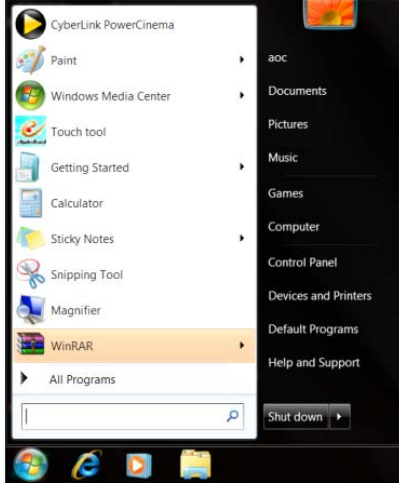 CyberLink PowerCinema
Paint
Windows Media Center
Touch tool
Getting Started
Calculator
Sticky Notes
Snipping Tool
Magnifier
WinRAR
All Programs
aoc
Documents
Pictures
Music
Games
Computer
Control Panel
Devices and Printers
Default Programs
Help and Support
Shut down